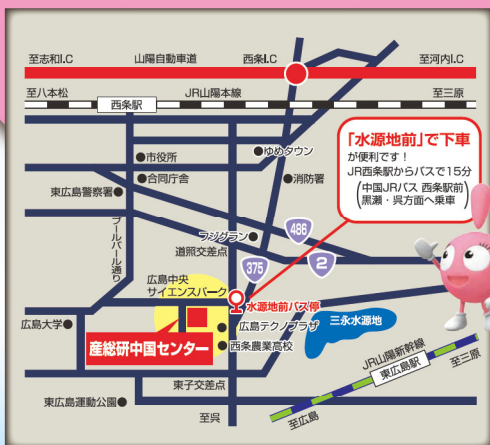 至志和I.C
山陽自動車道
西条I.C
至河内I.C
至八本松
JR山陽本線
至三原
西条駅
「水源地前」で下車
が便利です！
JR西条駅からバスで15分
(中国JRバス 西条駅前
黒瀬・呉方面へ乗車)
市役所
ゆめタウン
合同庁舎
消防署
東広島警察署
ブールバール通り
フジグラン
486
道照交差点
375
2
広島中央
サイエンスパーク
水源地前バス停
広島大学
広島テクノプラザ
三永水源地
産総研中国センター
西条農業高校
JR山陽新幹線
東広島駅
至三原
東子交差点
東広島運動公園
至呉
至広島